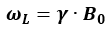 ω_L = γ · B_0